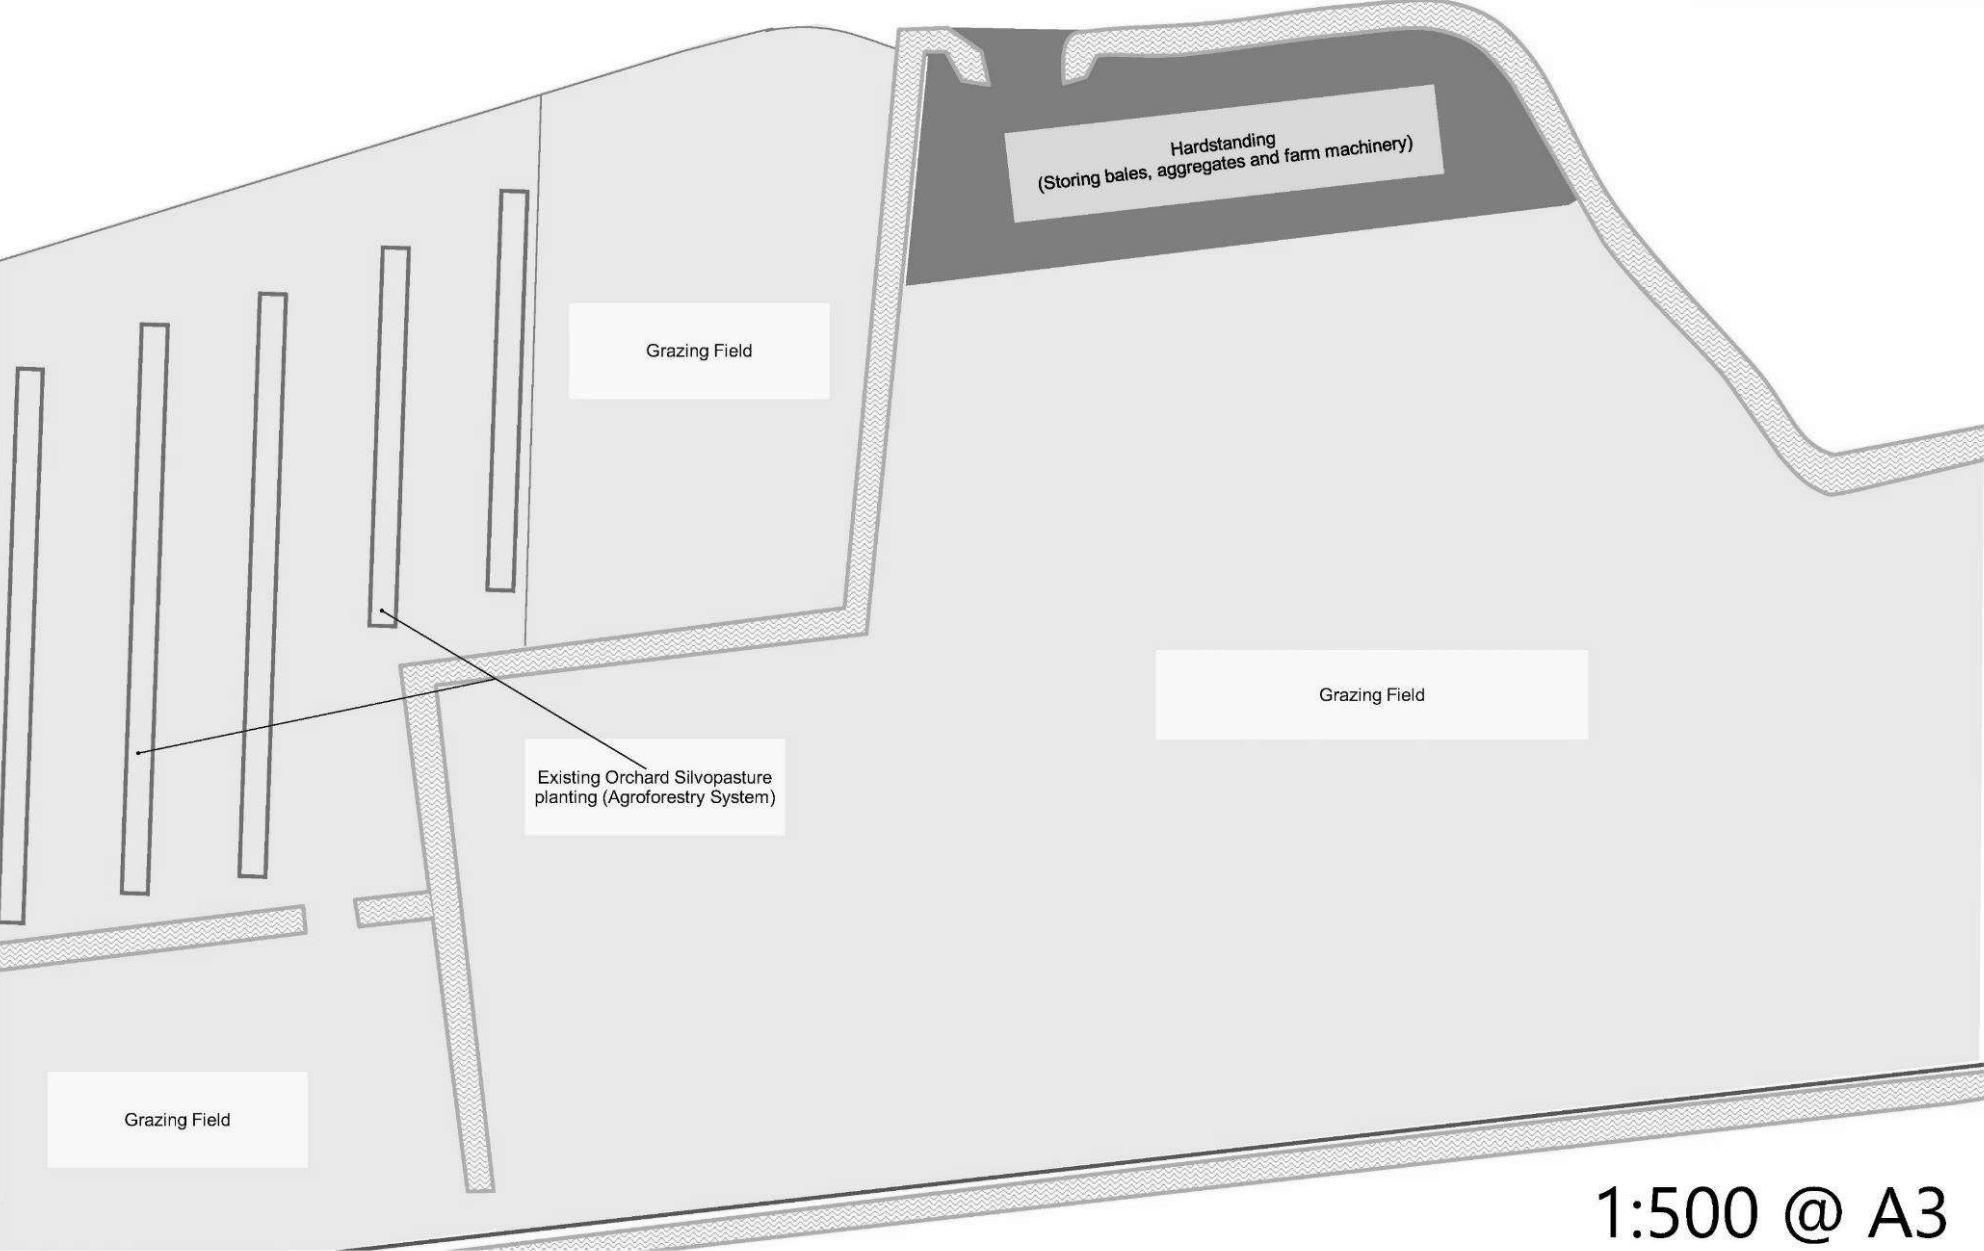 Hardstanding
(Storing bales, aggregates and farm machinery)
Grazing Field
Grazing Field
Existing Orchard Silvopasture
planting (Agroforestry System)
Grazing Field
1:500 @ A3